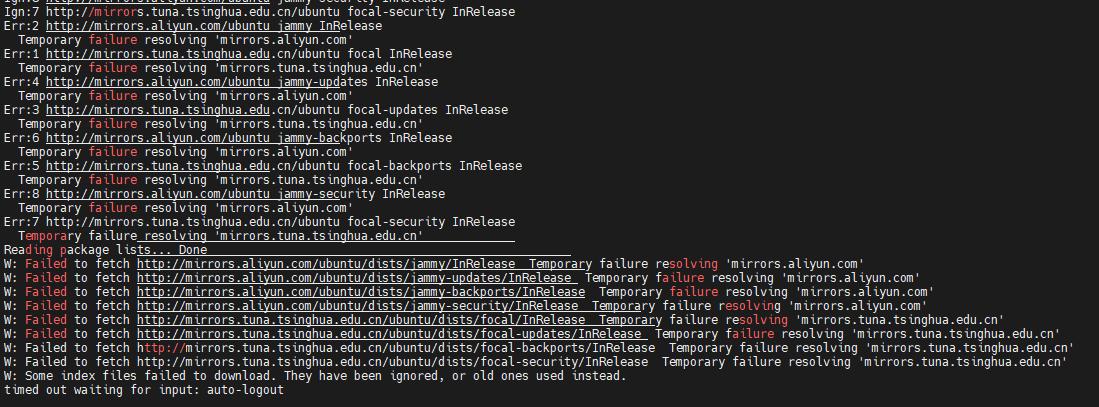 Ign:7 http://mirrors.tuna.tsinghua.edu.cn/ubuntu focal-security InRelease
Err:2 http://mirrors.aliyun.com/ubuntu jammy InRelease
  Temporary failure resolving 'mirrors.aliyun.com'
Err:1 http://mirrors.tuna.tsinghua.edu.cn/ubuntu focal InRelease
  Temporary failure resolving 'mirrors.tuna.tsinghua.edu.cn'
Err:4 http://mirrors.aliyun.com/ubuntu jammy-updates InRelease
  Temporary failure resolving 'mirrors.aliyun.com'
Err:3 http://mirrors.tuna.tsinghua.edu.cn/ubuntu focal-updates InRelease
  Temporary failure resolving 'mirrors.tuna.tsinghua.edu.cn'
Err:6 http://mirrors.aliyun.com/ubuntu jammy-backports InRelease
  Temporary failure resolving 'mirrors.aliyun.com'
Err:5 http://mirrors.tuna.tsinghua.edu.cn/ubuntu focal-backports InRelease
  Temporary failure resolving 'mirrors.tuna.tsinghua.edu.cn'
Err:8 http://mirrors.aliyun.com/ubuntu jammy-security InRelease
  Temporary failure resolving 'mirrors.aliyun.com'
Err:7 http://mirrors.tuna.tsinghua.edu.cn/ubuntu focal-security InRelease
  Temporary failure resolving 'mirrors.tuna.tsinghua.edu.cn'
Reading package lists... Done
W: Failed to fetch http://mirrors.aliyun.com/ubuntu/dists/jammy/InRelease  Temporary failure resolving 'mirrors.aliyun.com'
W: Failed to fetch http://mirrors.aliyun.com/ubuntu/dists/jammy-updates/InRelease  Temporary failure resolving 'mirrors.aliyun.com'
W: Failed to fetch http://mirrors.aliyun.com/ubuntu/dists/jammy-backports/InRelease  Temporary failure resolving 'mirrors.aliyun.com'
W: Failed to fetch http://mirrors.aliyun.com/ubuntu/dists/jammy-security/InRelease  Temporary failure resolving 'mirrors.aliyun.com'
W: Failed to fetch http://mirrors.tuna.tsinghua.edu.cn/ubuntu/dists/focal/InRelease  Temporary failure resolving 'mirrors.tuna.tsinghua.edu.cn'
W: Failed to fetch http://mirrors.tuna.tsinghua.edu.cn/ubuntu/dists/focal-updates/InRelease  Temporary failure resolving 'mirrors.tuna.tsinghua.edu.cn'
W: Failed to fetch http://mirrors.tuna.tsinghua.edu.cn/ubuntu/dists/focal-backports/InRelease  Temporary failure resolving 'mirrors.tuna.tsinghua.edu.cn'
W: Failed to fetch http://mirrors.tuna.tsinghua.edu.cn/ubuntu/dists/focal-security/InRelease  Temporary failure resolving 'mirrors.tuna.tsinghua.edu.cn'
W: Some index files failed to download. They have been ignored, or old ones used instead.
timed out waiting for input: auto-logout